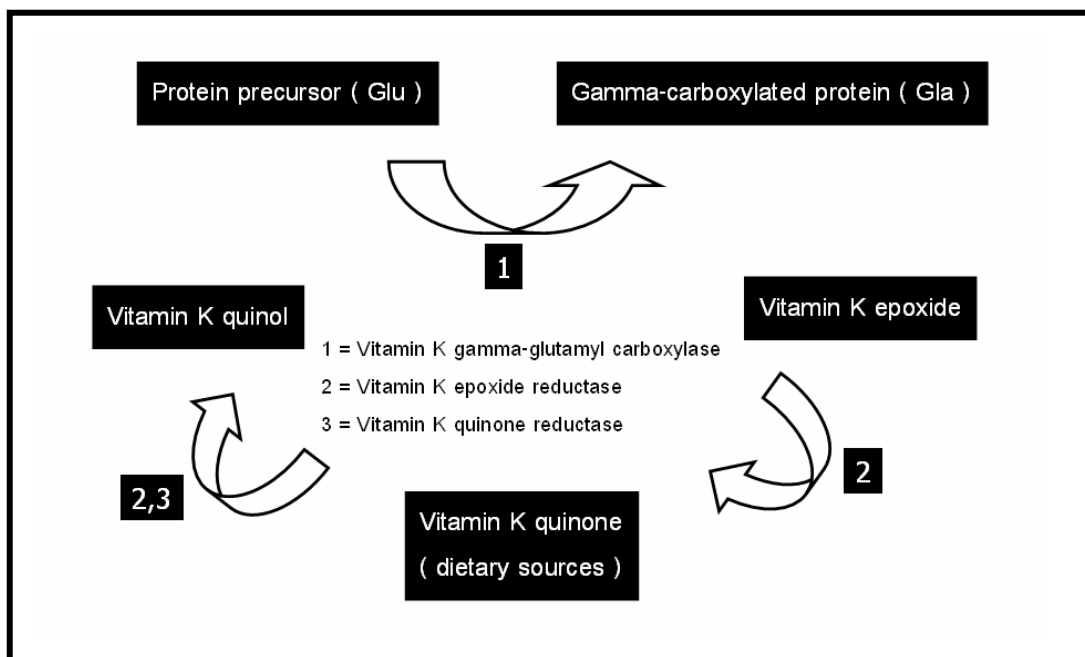 Protein precursor ( Glu )
Gamma-carboxylated protein ( Gla )
1
Vitamin K quinol
Vitamin K epoxide
1 = Vitamin K gamma-glutamyl carboxylase
2 = Vitamin K epoxide reductase
3 = Vitamin K quinone reductase
2,3
2
Vitamin K quinone
( dietary sources )